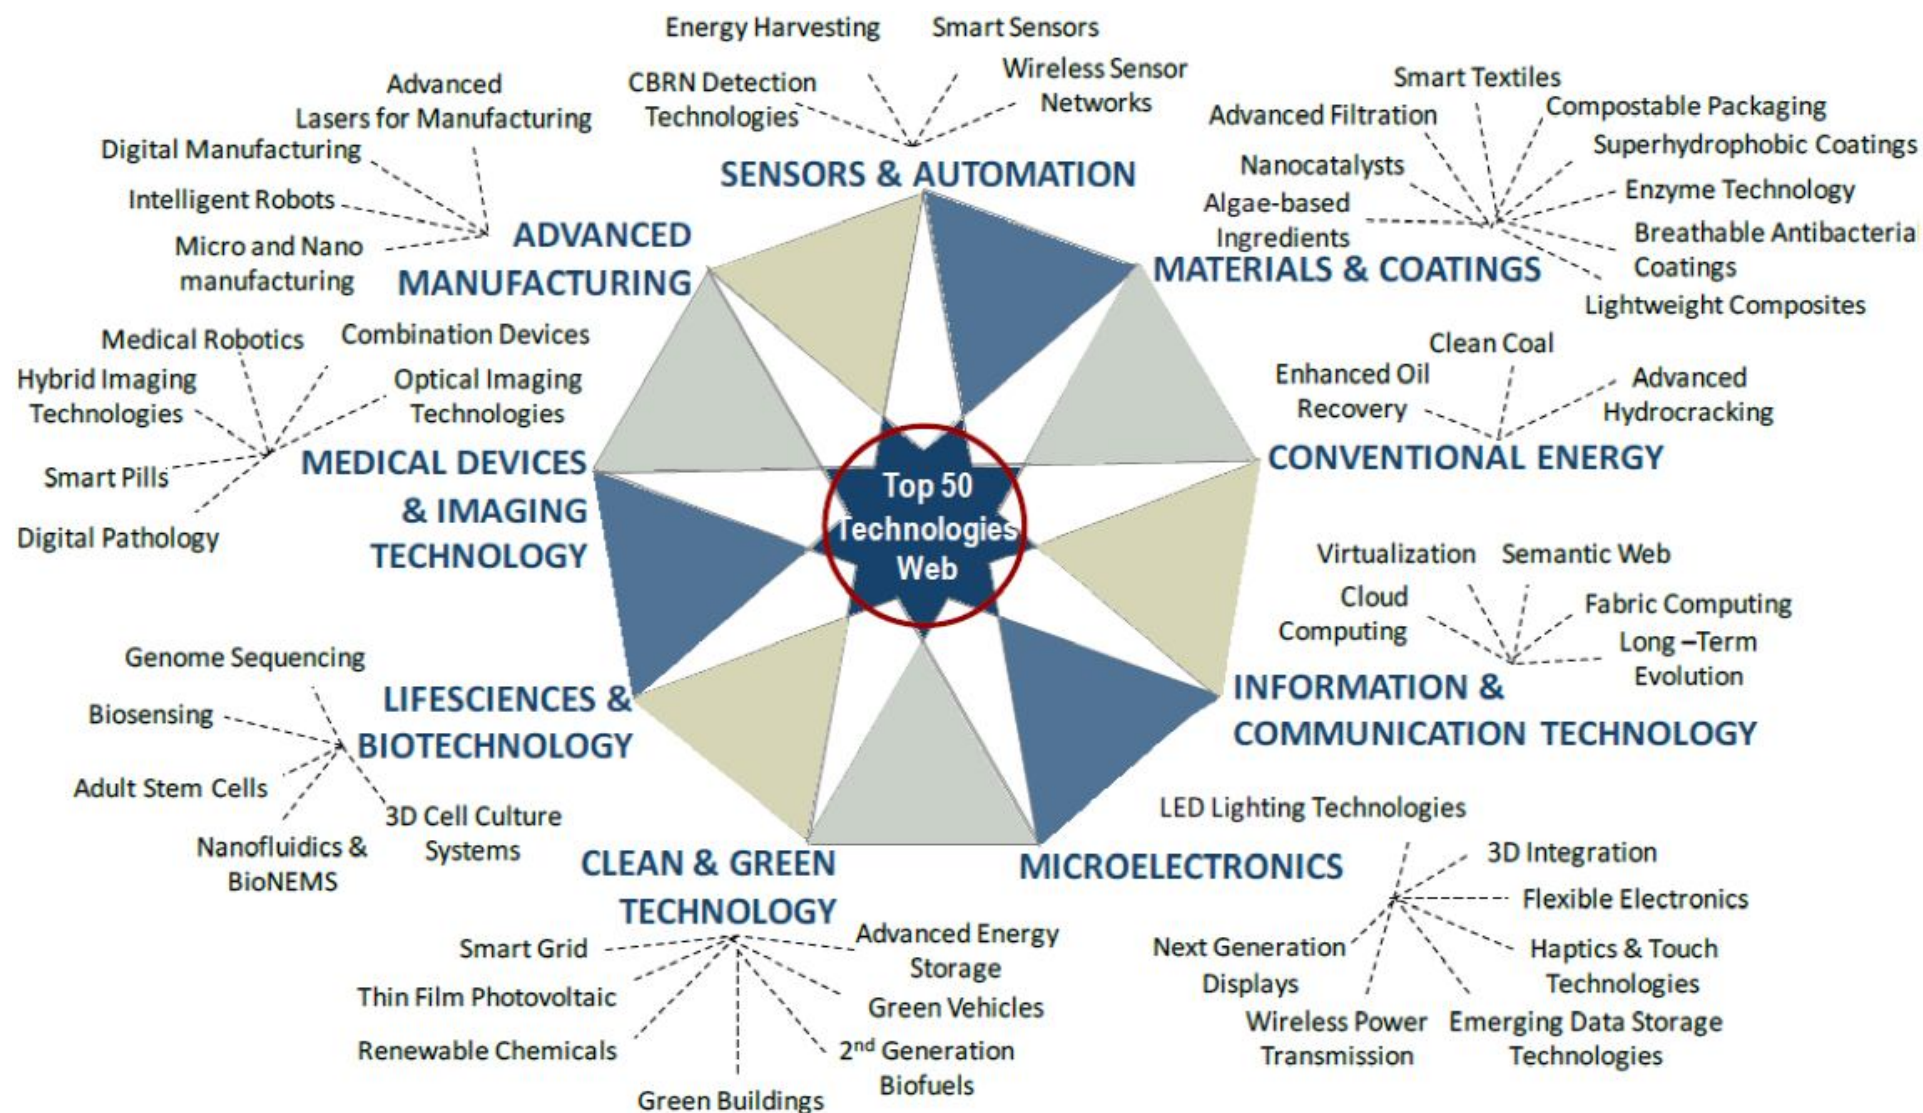 Energy Harvesting
Smart Sensors
CBRN Detection
Technologies
Wireless Sensor
Networks
SENSORS & AUTOMATION
Smart Textiles
Advanced Filtration
Compostable Packaging
Nanocatalysts
Superhydrophobic Coatings
Algae-based
Ingredients
Enzyme Technology
Breathable Antibacterial
Coatings
Lightweight Composites
MATERIALS & COATINGS
Clean Coal
Enhanced Oil
Recovery
Advanced
Hydrocracking
CONVENTIONAL ENERGY
Virtualization
Semantic Web
Cloud
Computing
Fabric Computing
Long –Term
Evolution
INFORMATION &
COMMUNICATION TECHNOLOGY
LED Lighting Technologies
3D Integration
Flexible Electronics
Next Generation
Displays
Haptics & Touch
Technologies
Wireless Power
Transmission
Emerging Data Storage
Technologies
MICROELECTRONICS
CLEAN & GREEN
TECHNOLOGY
Smart Grid
Advanced Energy
Storage
Thin Film Photovoltaic
Green Vehicles
Renewable Chemicals
2nd Generation
Biofuels
Green Buildings
Genome Sequencing
Biosensing
Adult Stem Cells
Nanofluidics &
BioNEMS
3D Cell Culture
Systems
LIFESCIENCES &
BIOTECHNOLOGY
Medical Robotics
Combination Devices
Hybrid Imaging
Technologies
Optical Imaging
Technologies
Smart Pills
Digital Pathology
MEDICAL DEVICES
& IMAGING
TECHNOLOGY
Advanced
Lasers for Manufacturing
Digital Manufacturing
Intelligent Robots
Micro and Nano
manufacturing
ADVANCED
MANUFACTURING
Top 50
Technologies
Web